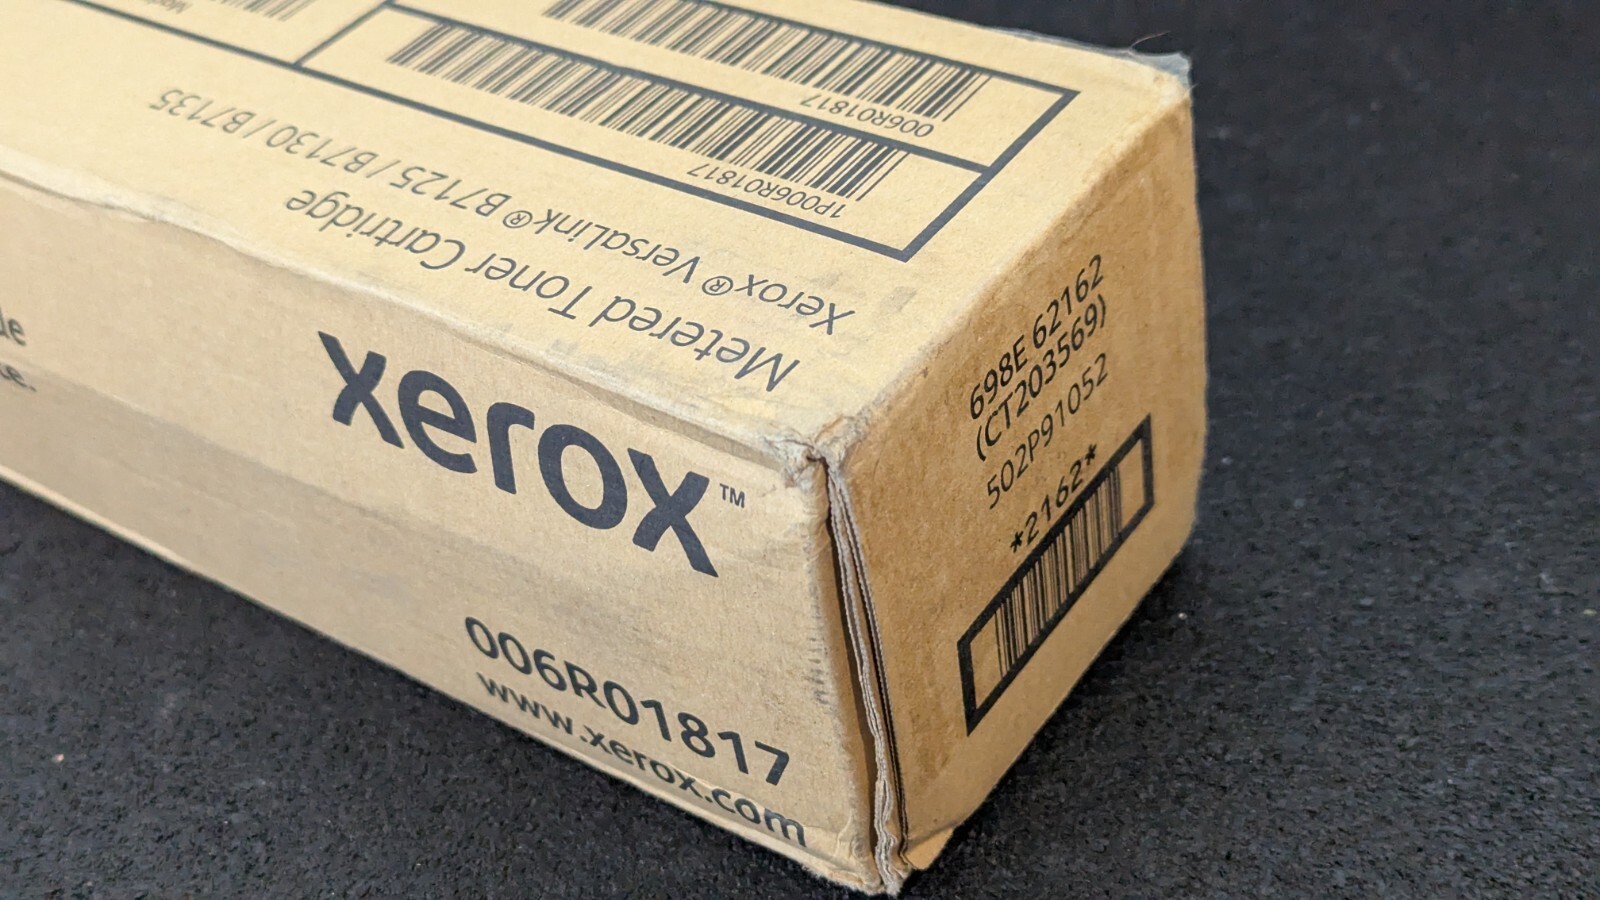 xerox™
006R01817
www.xerox.com
Metered Toner Cartridge
Xerox® VersaLink® B7125 / B7130 / B7135
1P006R01817
006R01817
698E 62162
(CT203569)
502P91052
*2162*